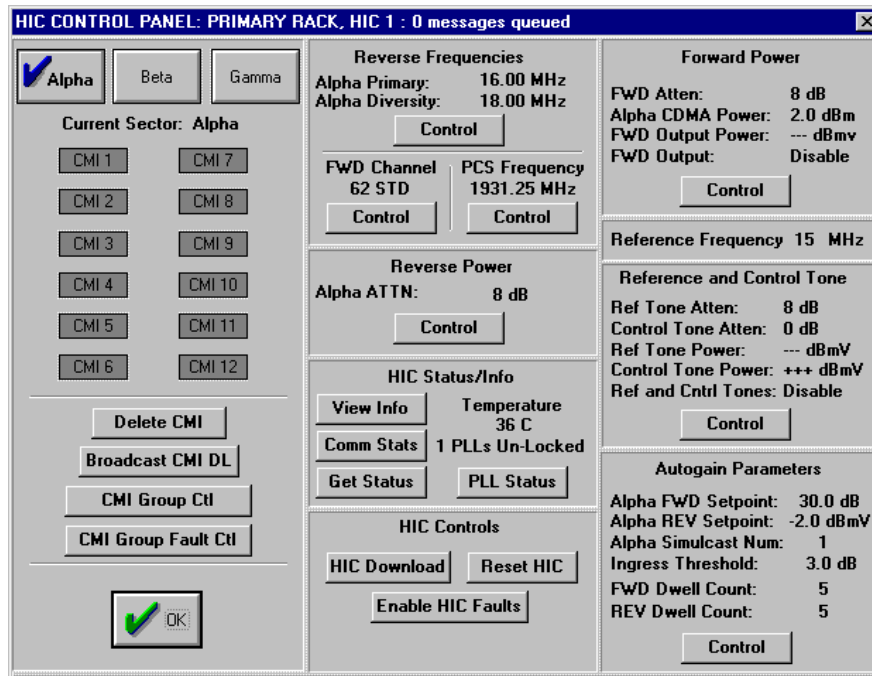 HIC CONTROL PANEL: PRIMARY RACK, HIC 1 : 0 messages queued
Alpha Beta Gamma
Current Sector: Alpha
CMI 1 CMI 7
CMI 2 CMI 8
CMI 3 CMI 9
CMI 4 CMI 10
CMI 5 CMI 11
CMI 6 CMI 12
Delete CMI
Broadcast CMI DL
CMI Group Ctl
CMI Group Fault Ctl
OK
Reverse Frequencies
Alpha Primary: 16.00 MHz
Alpha Diversity: 18.00 MHz
Control
FWD Channel PCS Frequency
62 STD 1931.25 MHz
Control Control
Reverse Power
Alpha ATTN: 8 dB
Control
HIC Status/Info
View Info Temperature
36 C
Comm Stats 1 PLLs Un-Locked
Get Status PLL Status
HIC Controls
HIC Download Reset HIC
Enable HIC Faults
Forward Power
FWD Atten: 8 dB
Alpha CDMA Power: 2.0 dBm
FWD Output Power: --- dBmv
FWD Output: Disable
Control
Reference Frequency 15 MHz
Reference and Control Tone
Ref Tone Atten: 8 dB
Control Tone Atten: 0 dB
Ref Tone Power: --- dBmV
Control Tone Power: +++ dBmV
Ref and Cntrl Tones: Disable
Control
Autogain Parameters
Alpha FWD Setpoint: 30.0 dB
Alpha REV Setpoint: -2.0 dBmV
Alpha Simulcast Num: 1
Ingress Threshold: 3.0 dB
FWD Dwell Count: 5
REV Dwell Count: 5
Control